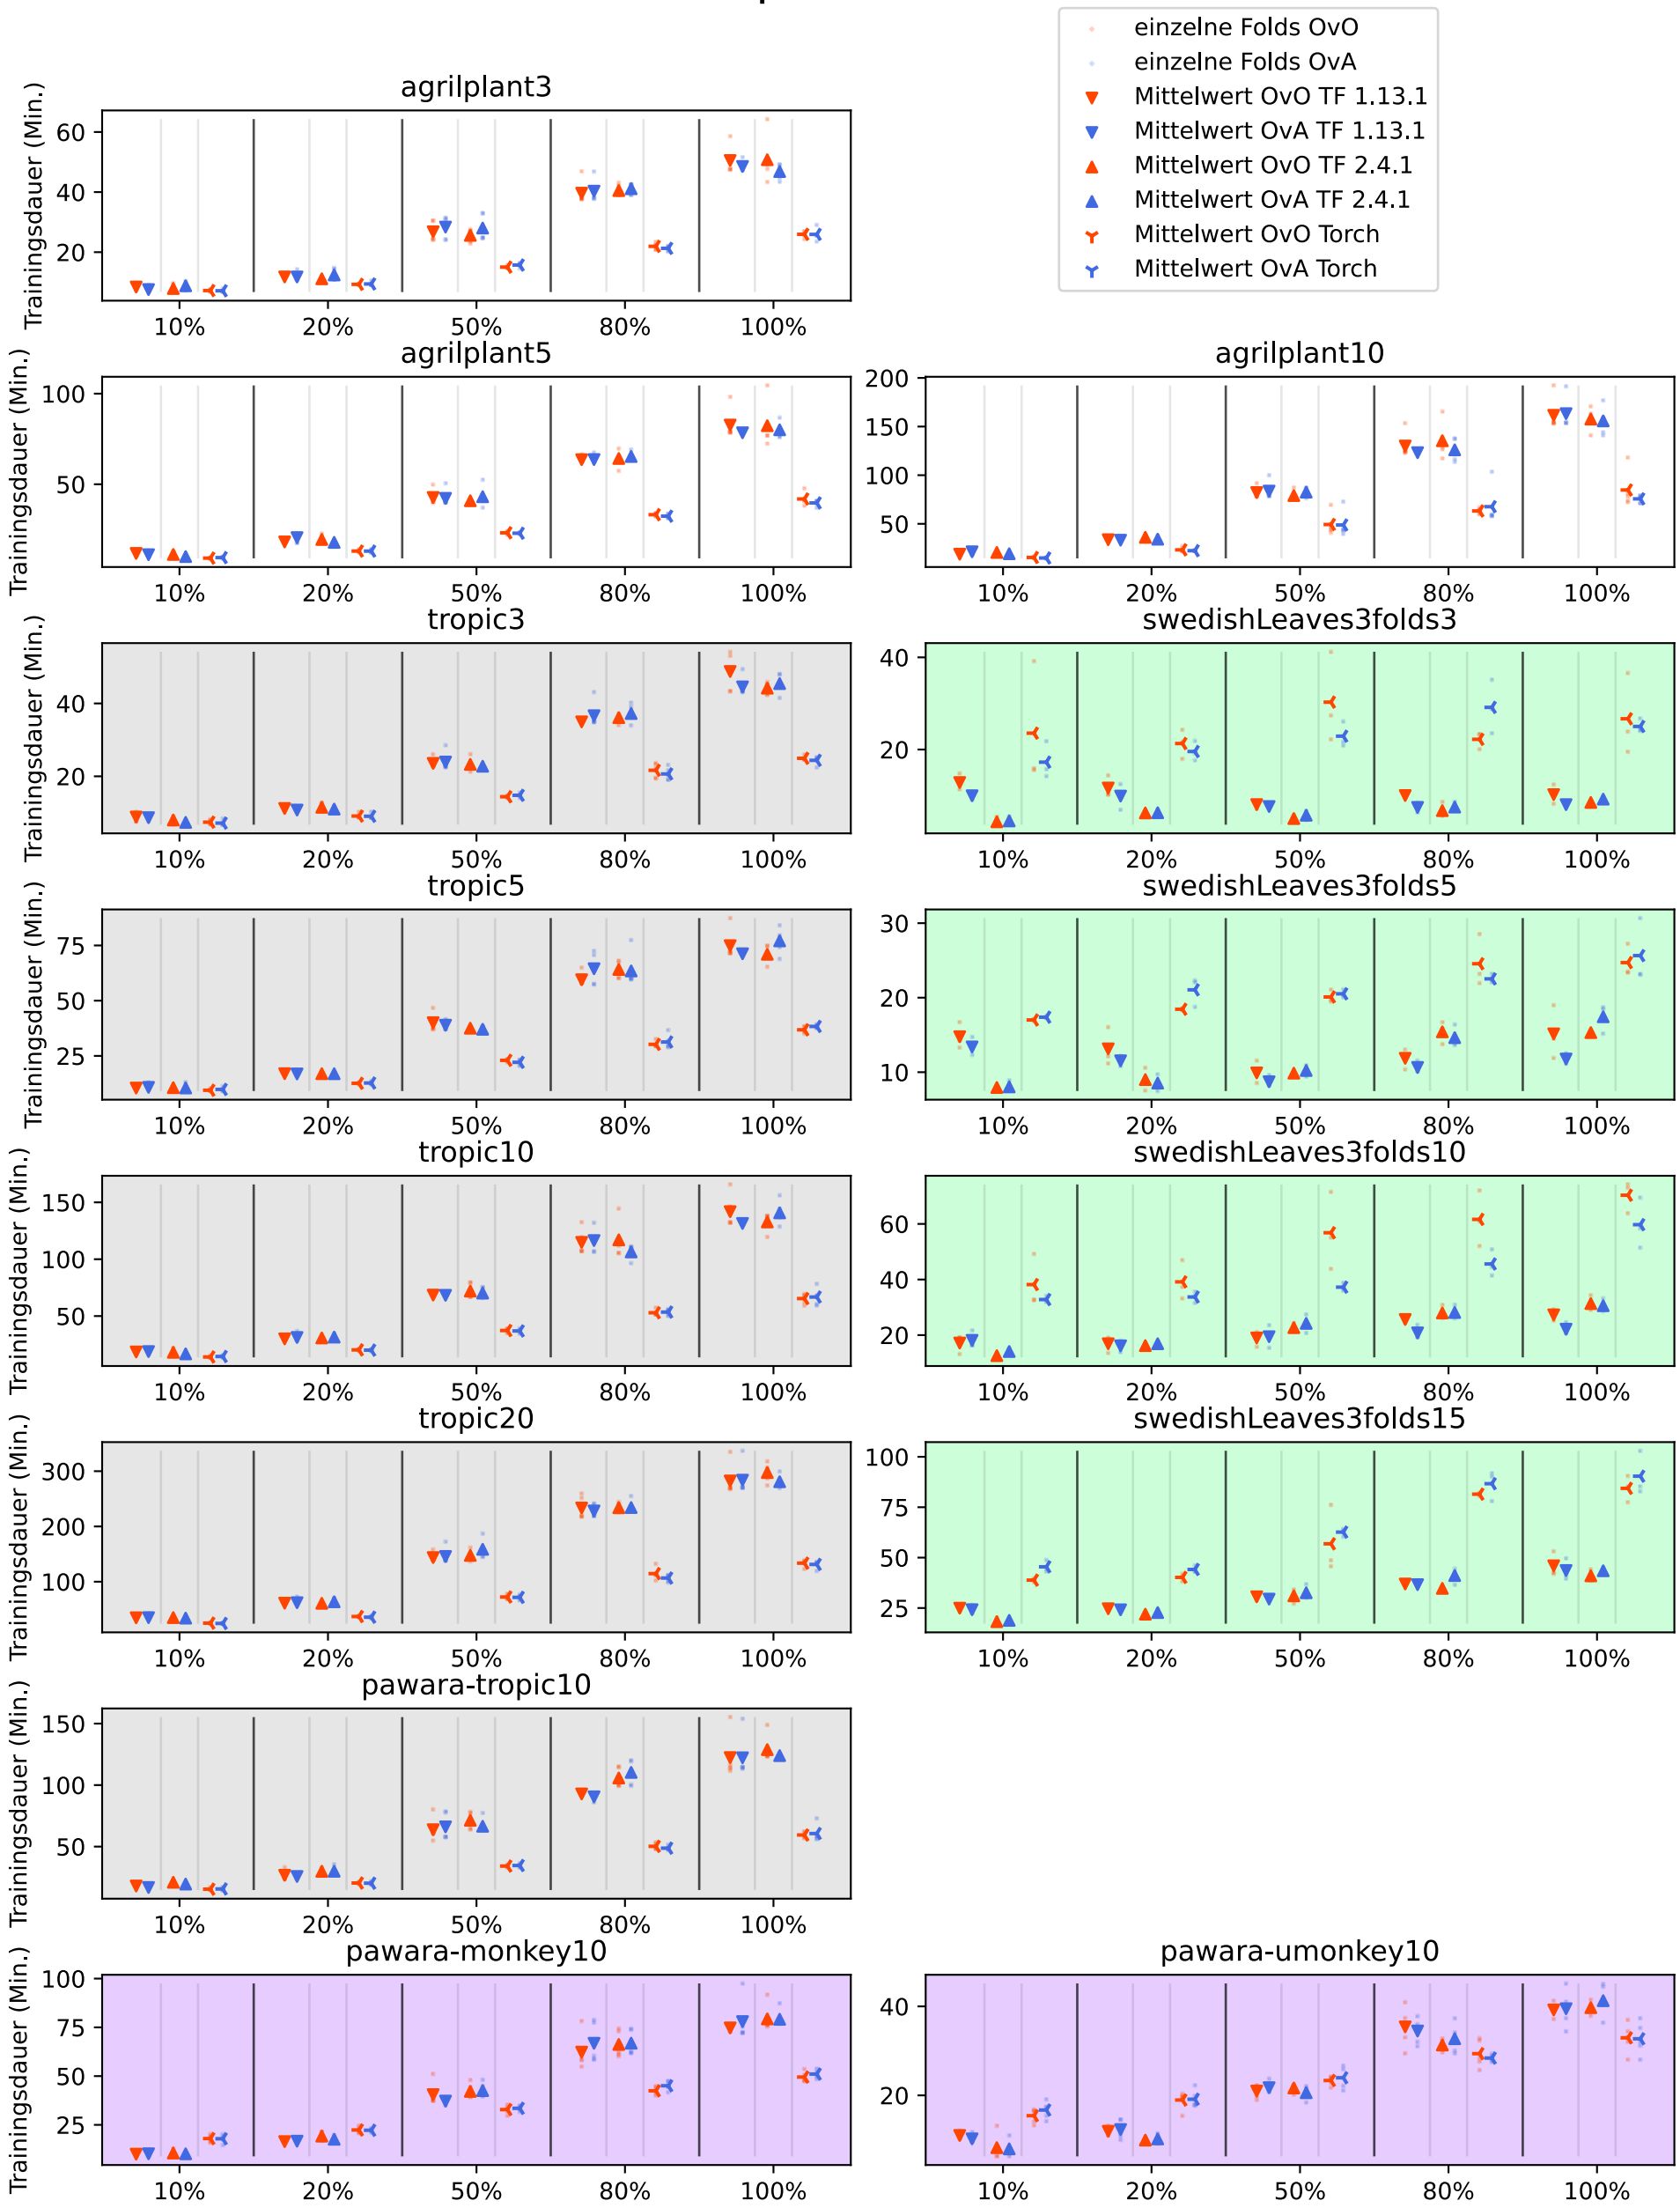 einzelne Folds OvO
einzelne Folds OvA
Mittelwert OvO TF 1.13.1
Mittelwert OvA TF 1.13.1
Mittelwert OvO TF 2.4.1
Mittelwert OvA TF 2.4.1
Mittelwert OvO Torch
Mittelwert OvA Torch
agrilplant3
Trainingsdauer (Min.)
60
40
20
10% 20% 50% 80% 100%
agrilplant5
Trainingsdauer (Min.)
100
50
10% 20% 50% 80% 100%
agrilplant10
200
150
100
50
10% 20% 50% 80% 100%
tropic3
Trainingsdauer (Min.)
40
20
10% 20% 50% 80% 100%
swedishLeaves3folds3
40
20
10% 20% 50% 80% 100%
tropic5
Trainingsdauer (Min.)
75
50
25
10% 20% 50% 80% 100%
swedishLeaves3folds5
30
20
10
10% 20% 50% 80% 100%
tropic10
Trainingsdauer (Min.)
150
100
50
10% 20% 50% 80% 100%
swedishLeaves3folds10
60
40
20
10% 20% 50% 80% 100%
tropic20
Trainingsdauer (Min.)
300
200
100
10% 20% 50% 80% 100%
swedishLeaves3folds15
100
75
50
25
10% 20% 50% 80% 100%
pawara-tropic10
Trainingsdauer (Min.)
150
100
50
10% 20% 50% 80% 100%
pawara-monkey10
Trainingsdauer (Min.)
100
75
50
25
10% 20% 50% 80% 100%
pawara-umonkey10
40
20
10% 20% 50% 80% 100%